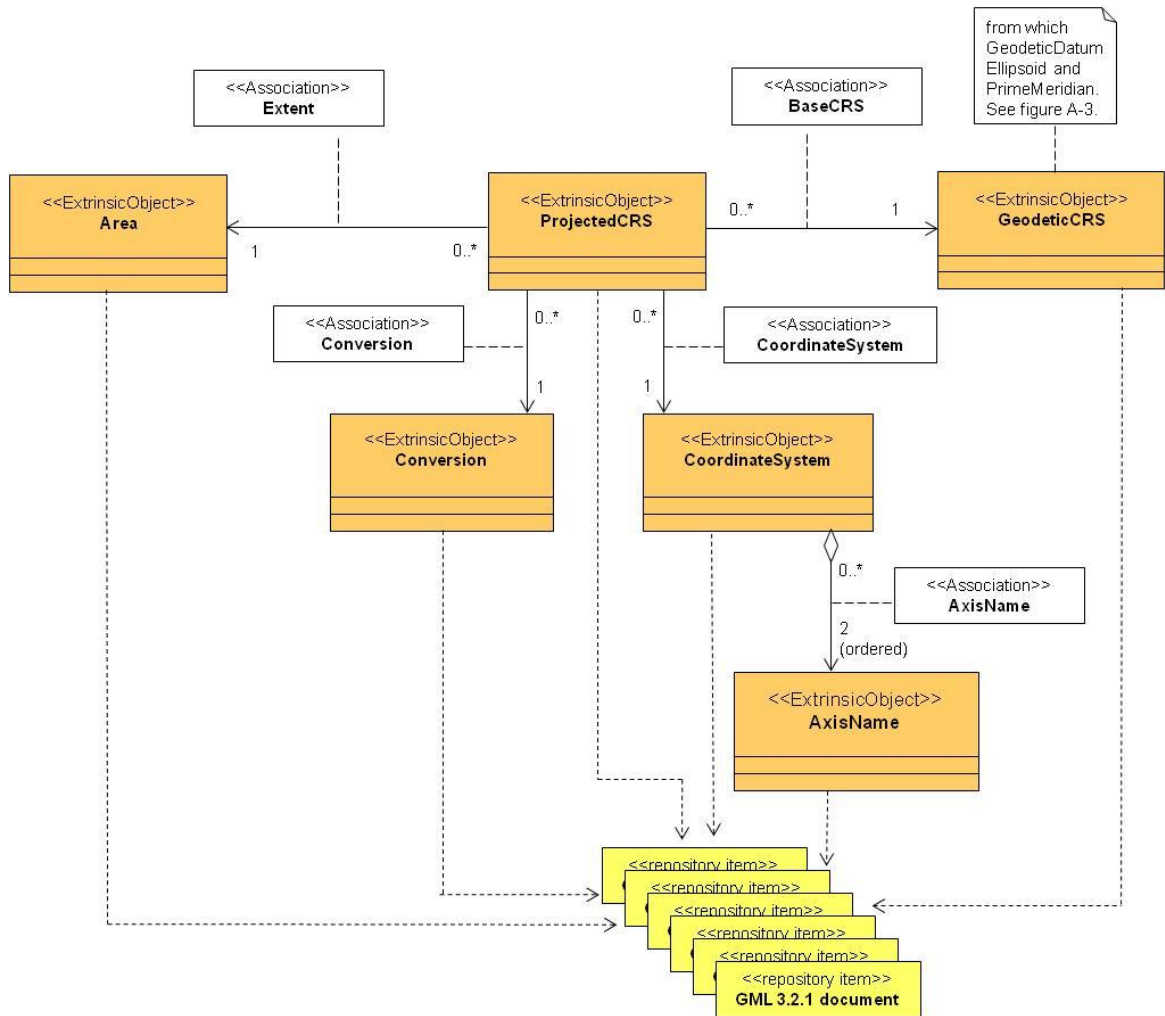 from which
GeodeticDatum
Ellipsoid and
PrimeMeridian.
See figure A-3.
<<Association>>
Extent
<<Association>>
BaseCRS
<<ExtrinsicObject>>
Area
<<ExtrinsicObject>>
ProjectedCRS
<<ExtrinsicObject>>
GeodeticCRS
1
0..*
0..*
1
<<Association>>
Conversion
0..*
0..*
<<Association>>
CoordinateSystem
1
1
<<ExtrinsicObject>>
Conversion
<<ExtrinsicObject>>
CoordinateSystem
0..*
<<Association>>
AxisName
2
(ordered)
<<ExtrinsicObject>>
AxisName
<<repository item>>
<<repository item>>
<<repository item>>
<<repository item>>
<<repository item>>
<<repository item>>
GML 3.2.1 document